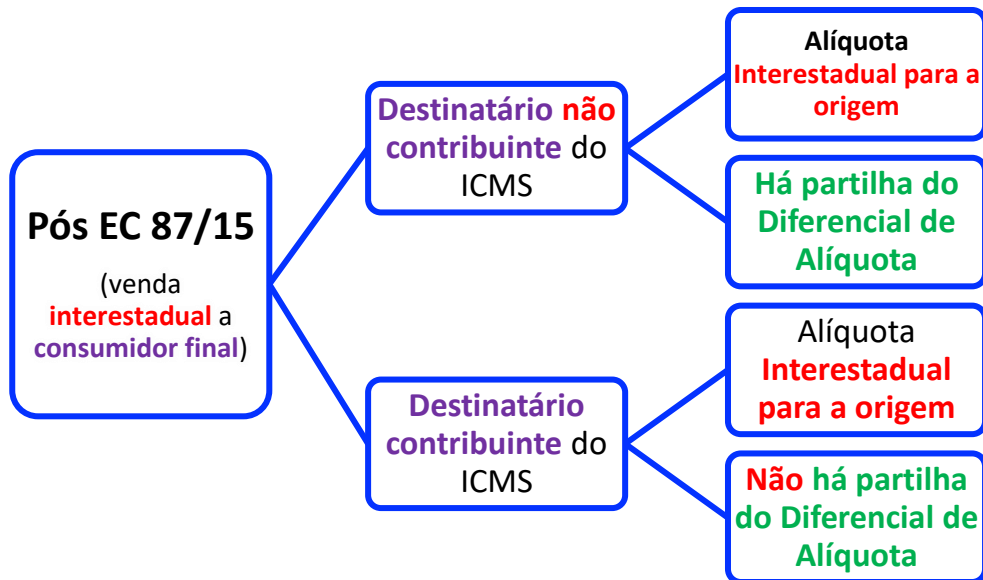 Pós EC 87/15
(venda
interestadual a
consumidor final)
Destinatário não
contribuinte do
ICMS
Alíquota
Interestadual para a
origem
Há partilha do
Diferencial de
Alíquota
Destinatário
contribuinte do
ICMS
Alíquota
Interestadual
para a origem
Não há partilha
do Diferencial de
Alíquota